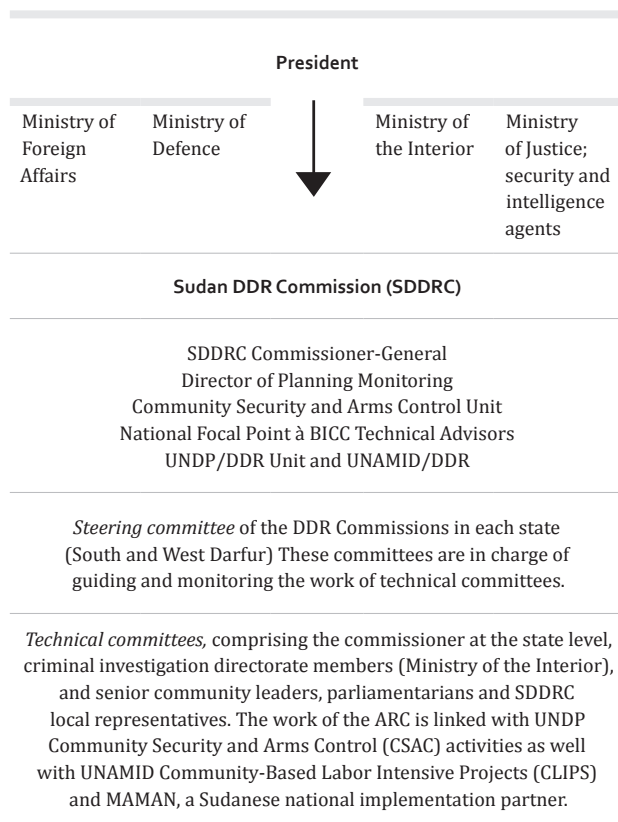 President
Ministry of
Foreign
Affairs
Ministry of
Defence
Ministry of
the Interior
Ministry
of Justice;
security and
intelligence
agents
Sudan DDR Commission (SDDRC)
SDDRC Commissioner-General
Director of Planning Monitoring
Community Security and Arms Control Unit
National Focal Point à BICC Technical Advisors
UNDP/DDR Unit and UNAMID/DDR
Steering committee of the DDR Commissions in each state
(South and West Darfur) These committees are in charge of
guiding and monitoring the work of technical committees.
Technical committees, comprising the commissioner at the state level,
criminal investigation directorate members (Ministry of the Interior),
and senior community leaders, parliamentarians and SDDRC
local representatives. The work of the ARC is linked with UNDP
Community Security and Arms Control (CSAC) activities as well
with UNAMID Community-Based Labor Intensive Projects (CLIPS)
and MAMAN, a Sudanese national implementation partner.